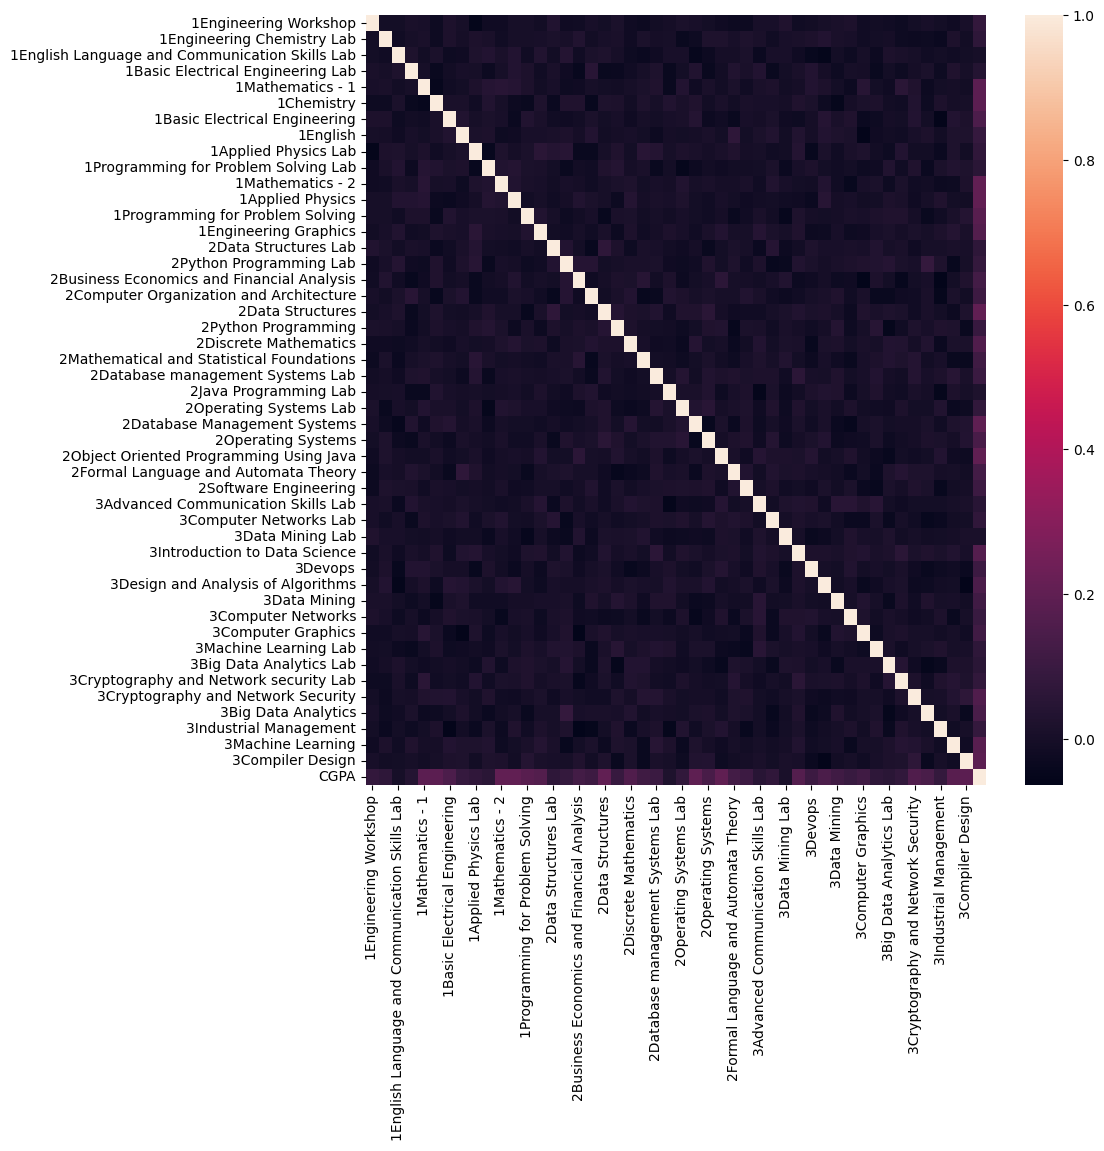 1Engineering Workshop
1Engineering Chemistry Lab
1English Language and Communication Skills Lab
1Basic Electrical Engineering Lab
1Mathematics - 1
1Chemistry
1Basic Electrical Engineering
1English
1Applied Physics Lab
1Programming for Problem Solving Lab
1Mathematics - 2
1Applied Physics
1Programming for Problem Solving
1Engineering Graphics
2Data Structures Lab
2Python Programming Lab
2Business Economics and Financial Analysis
2Computer Organization and Architecture
2Data Structures
2Python Programming
2Discrete Mathematics
2Mathematical and Statistical Foundations
2Database management Systems Lab
2Java Programming Lab
2Operating Systems Lab
2Database Management Systems
2Operating Systems
2Object Oriented Programming Using Java
2Formal Language and Automata Theory
2Software Engineering
3Advanced Communication Skills Lab
3Computer Networks Lab
3Data Mining Lab
3Introduction to Data Science
3Devops
3Design and Analysis of Algorithms
3Data Mining
3Computer Networks
3Computer Graphics
3Machine Learning Lab
3Big Data Analytics Lab
3Cryptography and Network security Lab
3Cryptography and Network Security
3Big Data Analytics
3Industrial Management
3Machine Learning
3Compiler Design
CGPA
1Engineering Workshop
1English Language and Communication Skills Lab
1Mathematics - 1
1Basic Electrical Engineering
1Applied Physics Lab
1Mathematics - 2
1Programming for Problem Solving
2Data Structures Lab
2Business Economics and Financial Analysis
2Data Structures
2Discrete Mathematics
2Database management Systems Lab
2Operating Systems Lab
2Operating Systems
2Formal Language and Automata Theory
3Advanced Communication Skills Lab
3Data Mining Lab
3Devops
3Data Mining
3Computer Graphics
3Big Data Analytics Lab
3Cryptography and Network Security
3Industrial Management
3Compiler Design
1.0
0.8
0.6
0.4
0.2
0.0